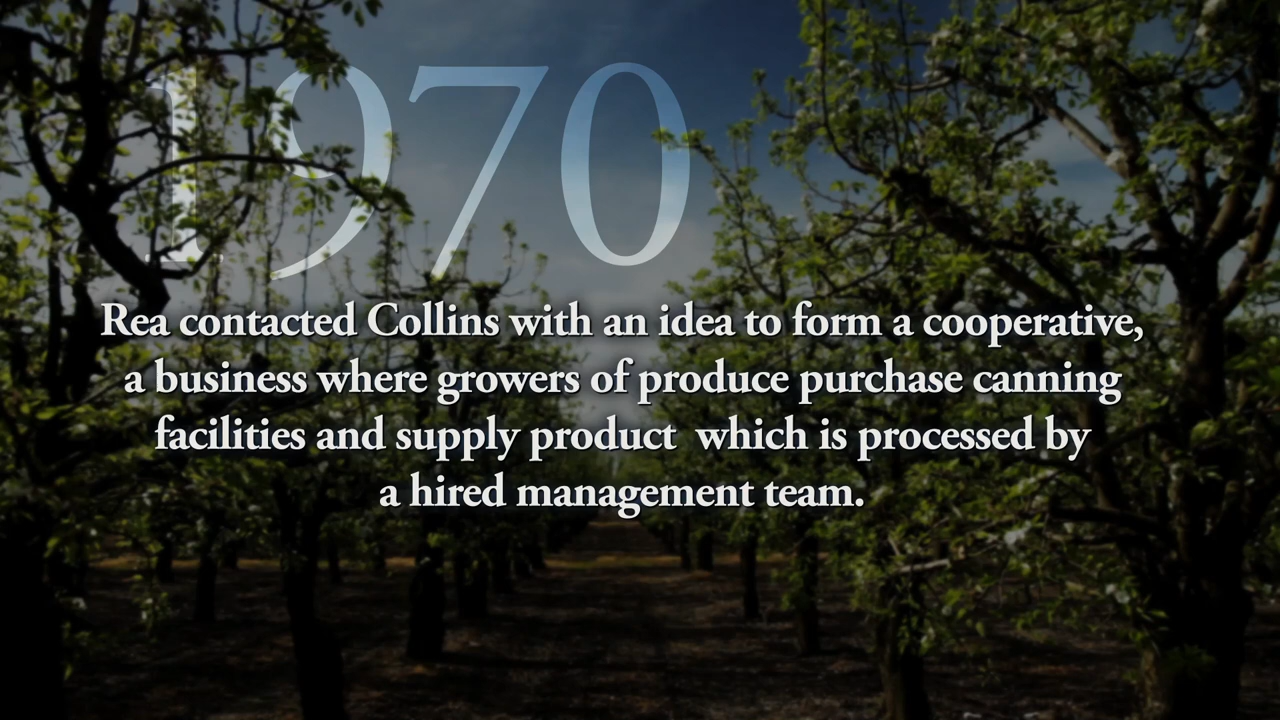 1970
Rea contacted Collins with an idea to form a cooperative,
a business where growers of produce purchase canning
facilities and supply product  which is processed by
a hired management team.